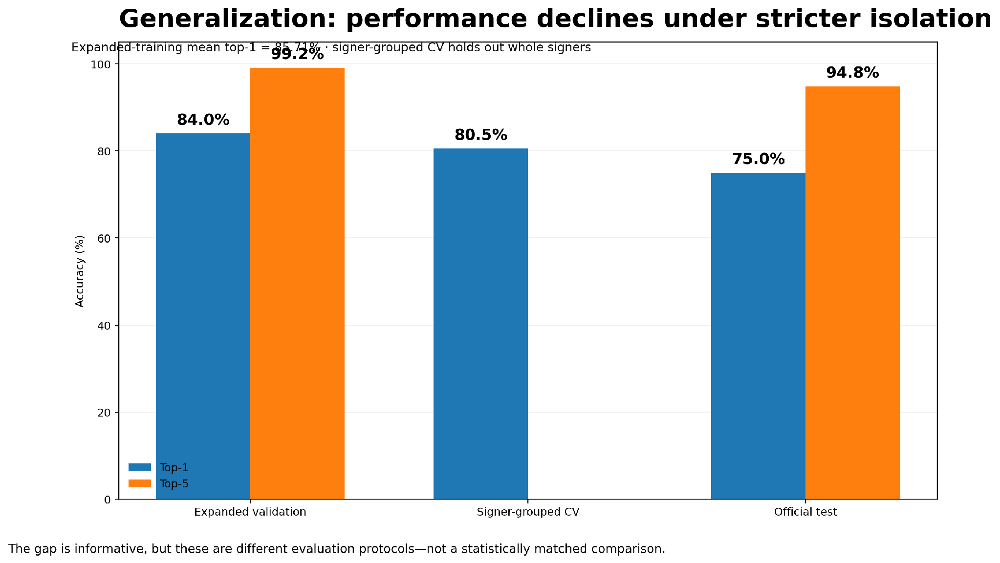 Generalization: performance declines under stricter isolation
Expanded-training mean top-1 = 85.71% · signer-grouped CV holds out whole signers
99.2%
94.8%
84.0%
80.5%
75.0%
100
80
60
40
20
0
Accuracy (%)
Top-1
Top-5
Expanded validation
Signer-grouped CV
Official test
The gap is informative, but these are different evaluation protocols—not a statistically matched comparison.